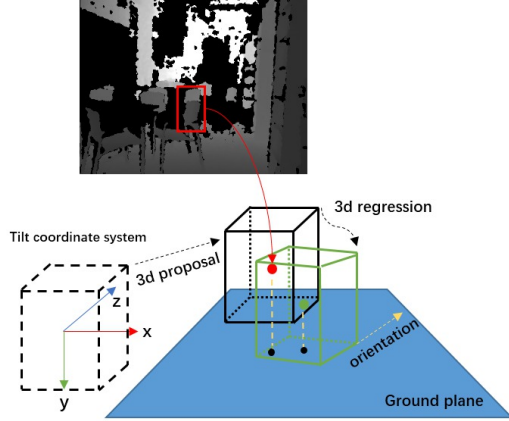 3d regression
Tilt coordinate system
3d proposal
z
x
y
orientation
Ground plane